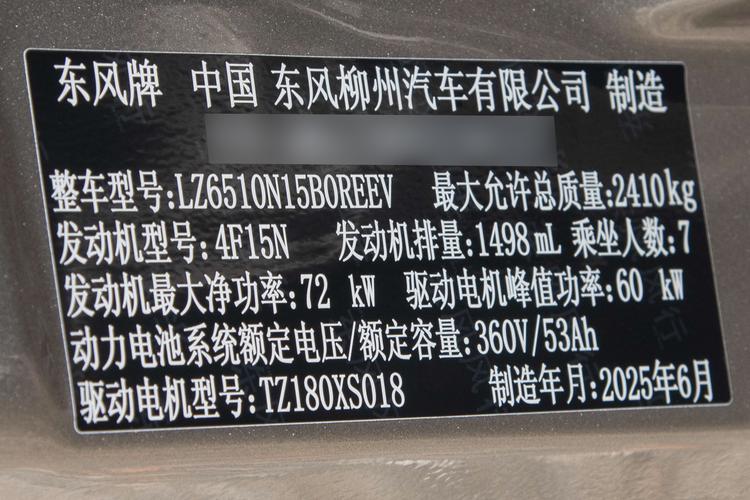 东风牌 中国 东风柳州汽车有限公司 制造
整车型号:LZ6510N15B0REEV 最大允许总质量:2410kg
发动机型号:4F15N 发动机排量:1498mL 乘坐人数:7
发动机最大净功率:72 kW 驱动电机峰值功率:60 kW
动力电池系统额定电压/额定容量:360V/53Ah
驱动电机型号:TZ180XS018 制造年月:2025年6月